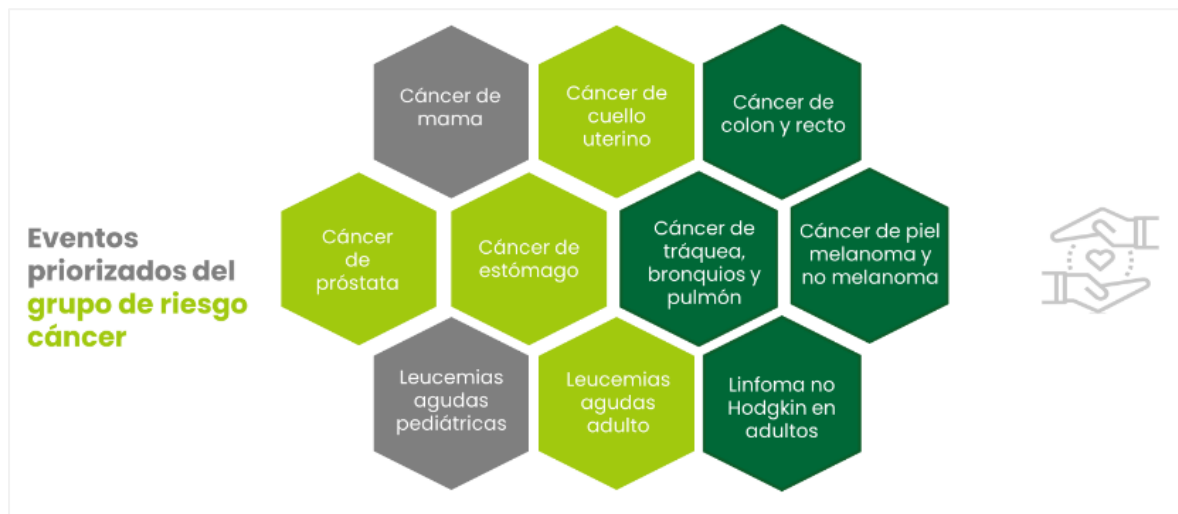 Eventos
priorizados del
grupo de riesgo
cáncer
Cáncer de
mama
Cáncer de
cuello
uterino
Cáncer de
colon y recto
Cáncer
de
próstata
Cáncer de
estómago
Cáncer de
tráquea,
bronquios y
pulmón
Cáncer de piel
melanoma y
no melanoma
Leucemias
agudas
pediátricas
Leucemias
agudas
adulto
Linfoma no
Hodgkin en
adultos